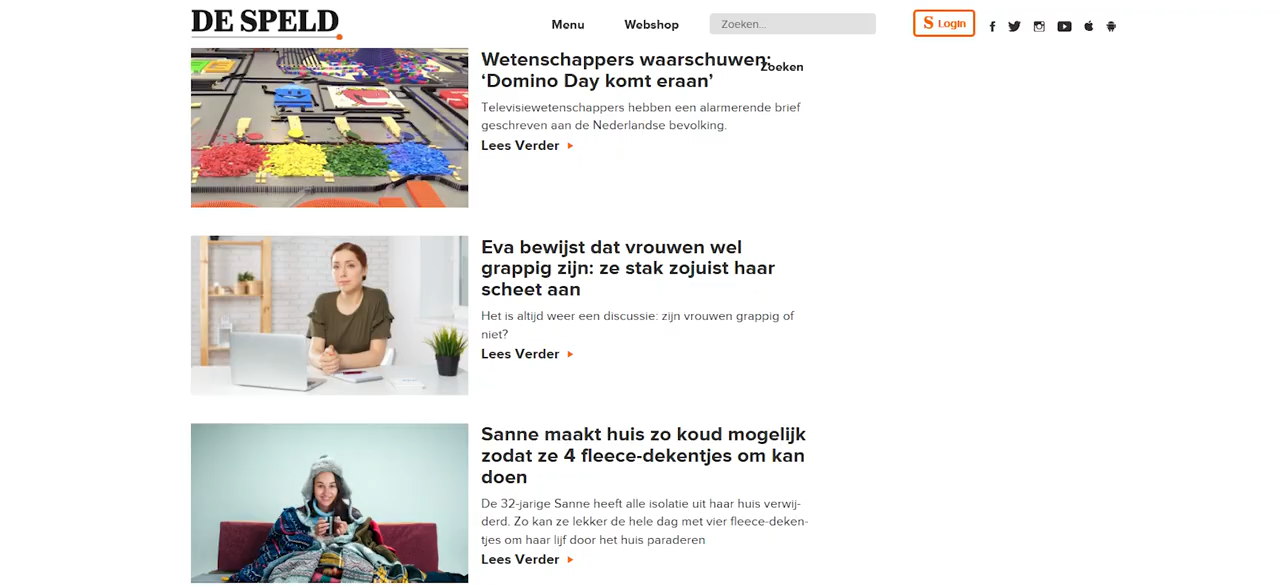 DE SPELD
Menu
Webshop
Zoeken...
S Login
Wetenschappers waarschuwen:
Zoeken
‘Domino Day komt eraan’
Televisiewetenschappers hebben een alarmerende brief
geschreven aan de Nederlandse bevolking.
Lees Verder
Eva bewijst dat vrouwen wel
grappig zijn: ze stak zojuist haar
scheet aan
Het is altijd weer een discussie: zijn vrouwen grappig of
niet?
Lees Verder
Sanne maakt huis zo koud mogelijk
zodat ze 4 fleece-dekentjes om kan
doen
De 32-jarige Sanne heeft alle isolatie uit haar huis verwij-
derd. Zo kan ze lekker de hele dag met vier fleece-deken-
tjes om haar lijf door het huis paraderen
Lees Verder